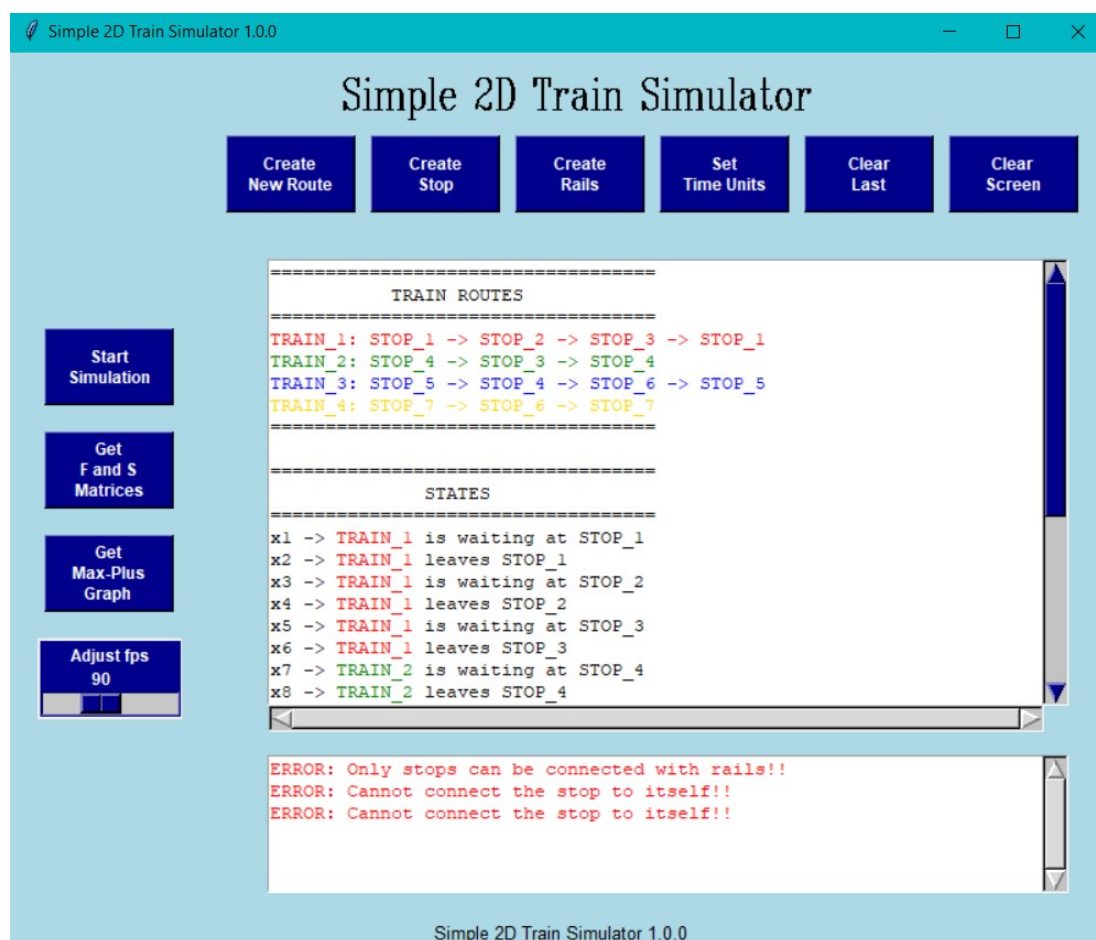 Simple 2D Train Simulator 1.0.0
Simple 2D Train Simulator
Create
New Route
Create
Stop
Create
Rails
Set
Time Units
Clear
Last
Clear
Screen
Start
Simulation
Get
F and S
Matrices
Get
Max-Plus
Graph
Adjust fps
90
===================================
TRAIN ROUTES
===================================
TRAIN_1: STOP_1 -> STOP_2 -> STOP_3 -> STOP_1
TRAIN_2: STOP_4 -> STOP_3 -> STOP_4
TRAIN_3: STOP_5 -> STOP_4 -> STOP_6 -> STOP_5
TRAIN_4: STOP_7 -> STOP_6 -> STOP_7
===================================
===================================
STATES
===================================
x1 -> TRAIN_1 is waiting at STOP_1
x2 -> TRAIN_1 leaves STOP_1
x3 -> TRAIN_1 is waiting at STOP_2
x4 -> TRAIN_1 leaves STOP_2
x5 -> TRAIN_1 is waiting at STOP_3
x6 -> TRAIN_1 leaves STOP_3
x7 -> TRAIN_2 is waiting at STOP_4
x8 -> TRAIN_2 leaves STOP_4
ERROR: Only stops can be connected with rails!!
ERROR: Cannot connect the stop to itself!!
ERROR: Cannot connect the stop to itself!!
Simple 2D Train Simulator 1.0.0